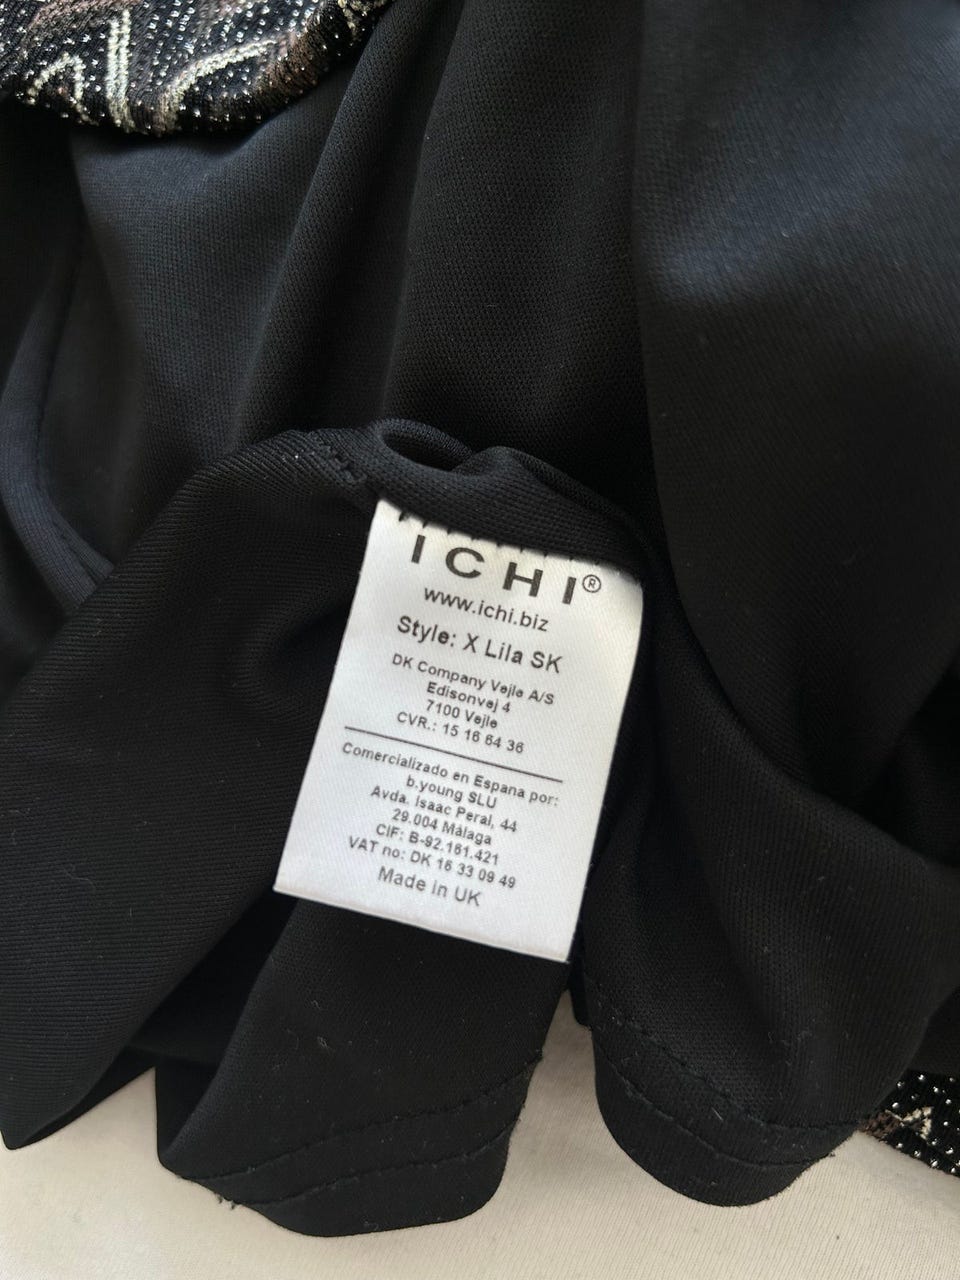 ICHI®
www.ichi.biz
Style: X Lila SK
DK Company Vejle A/S
Edisonvej 4
7100 Vejle
CVR.: 15 16 64 36
Comercializado en Espana por:
b.young SLU
Avda. Isaac Peral, 44
29.004 Málaga
CIF: B-92.161.421
VAT no: DK 16 33 09 49
Made in UK